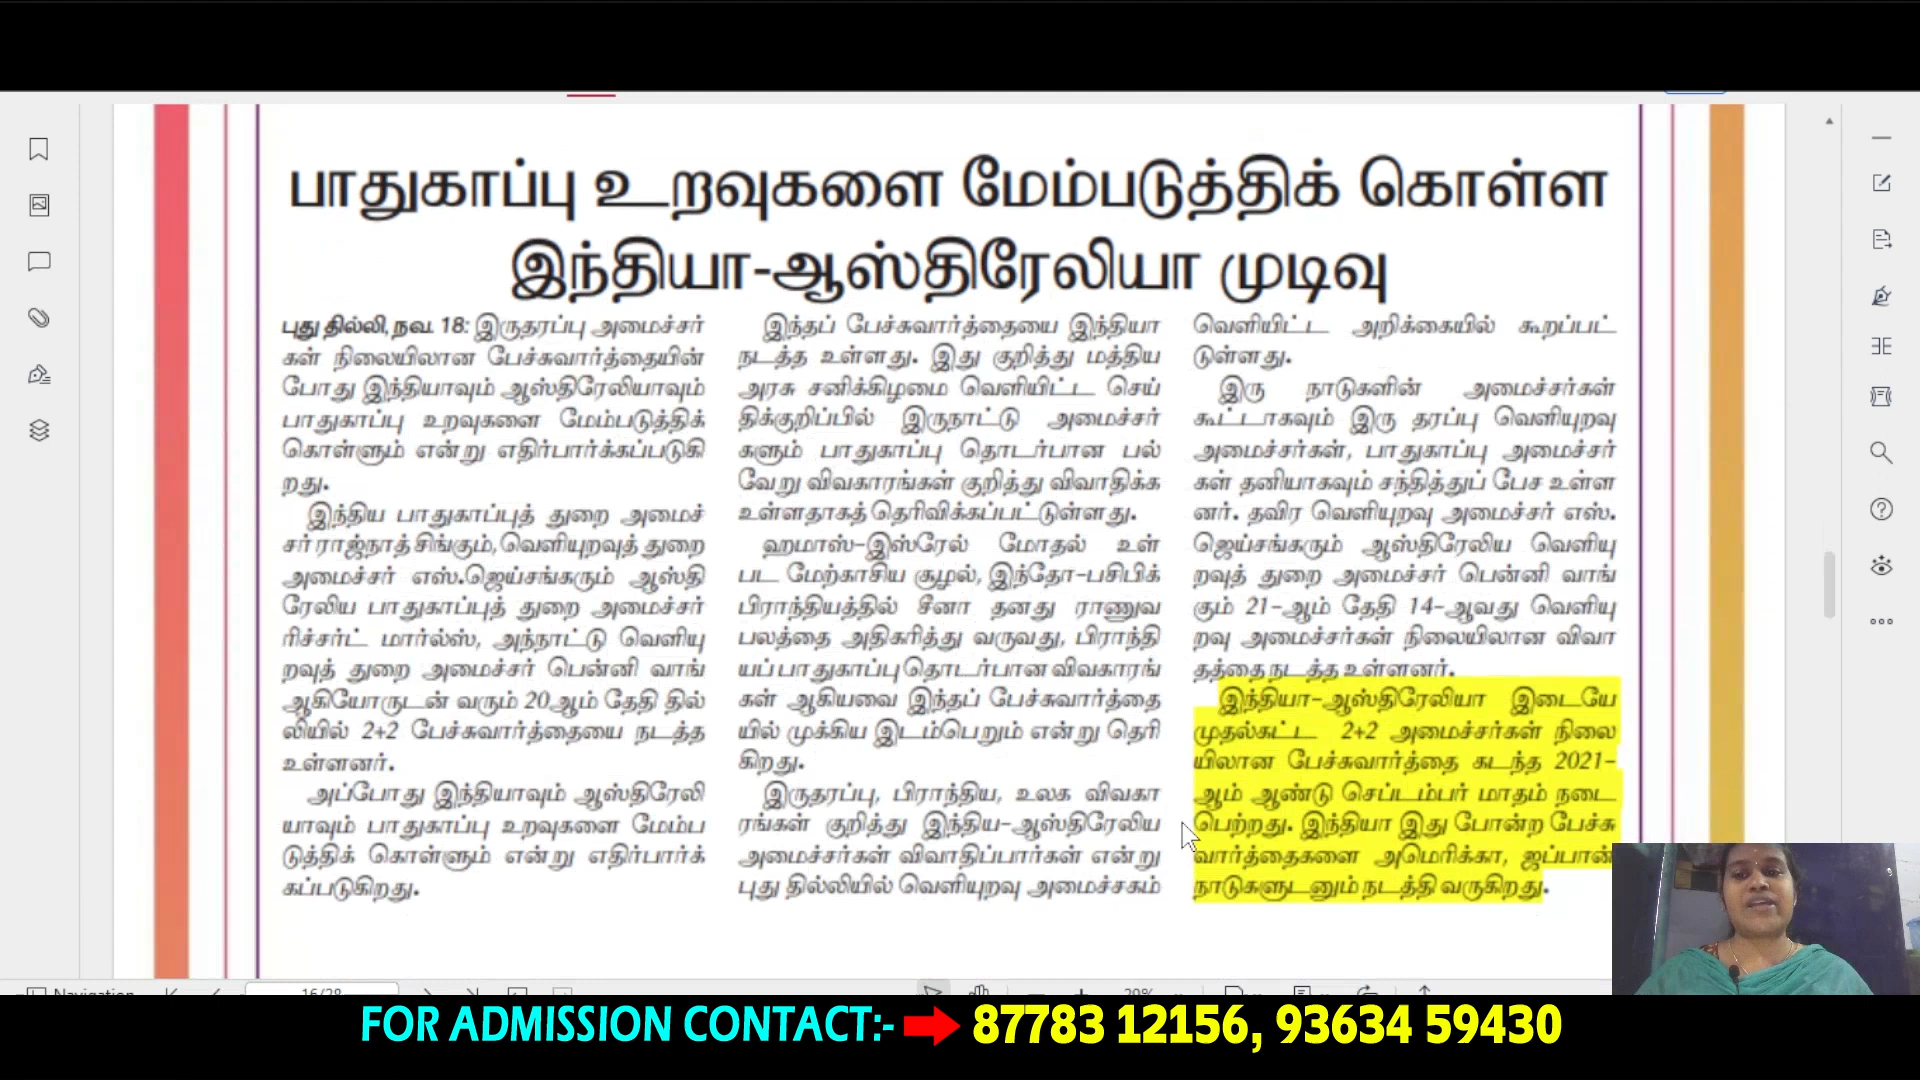 பாதுகாப்பு உறவுகளை மேம்படுத்திக் கொள்ள
இந்தியா-ஆஸ்திரேலியா முடிவு
புது தில்லி, நவ. 18: இருதரப்பு அமைச்சர்
கள் நிலையிலான பேச்சுவார்த்தையின்
போது இந்தியாவும் ஆஸ்திரேலியாவும்
பாதுகாப்பு உறவுகளை மேம்படுத்திக்
கொள்ளும் என்று எதிர்பார்க்கப்படுகி
றது.
இந்திய பாதுகாப்புத் துறை அமைச்
சர் ராஜ்நாத் சிங்கும், வெளியுறவுத் துறை
அமைச்சர் எஸ்.ஜெய்சங்கரும் ஆஸ்தி
ரேலிய பாதுகாப்புத் துறை அமைச்சர்
ரிச்சர்ட் மார்ல்ஸ், அந்நாட்டு வெளியு
றவுத் துறை அமைச்சர் பென்னி வாங்
ஆகியோருடன் வரும் 20ஆம் தேதி தில்
லியில் 2+2 பேச்சுவார்த்தையை நடத்த
உள்ளனர்.
அப்போது இந்தியாவும் ஆஸ்திரேலி
யாவும் பாதுகாப்பு உறவுகளை மேம்ப
டுத்திக் கொள்ளும் என்று எதிர்பார்க்
கப்படுகிறது.
இந்தப் பேச்சுவார்த்தையை இந்தியா
நடத்த உள்ளது. இது குறித்து மத்திய
அரசு சனிக்கிழமை வெளியிட்ட செய்
திக்குறிப்பில் இருநாட்டு அமைச்சர்
களும் பாதுகாப்பு தொடர்பான பல்
வேறு விவகாரங்கள் குறித்து விவாதிக்க
உள்ளதாகத் தெரிவிக்கப்பட்டுள்ளது.
ஹமாஸ்-இஸ்ரேல் மோதல் உள்
பட மேற்காசிய சூழல், இந்தோ-பசிபிக்
பிராந்தியத்தில் சீனா தனது ராணுவ
பலத்தை அதிகரித்து வருவது, பிராந்தி
யப் பாதுகாப்பு தொடர்பான விவகாரங்
கள் ஆகியவை இந்தப் பேச்சுவார்த்தை
யில் முக்கிய இடம்பெறும் என்று தெரி
கிறது.
இருதரப்பு, பிராந்திய, உலக விவகா
ரங்கள் குறித்து இந்திய-ஆஸ்திரேலிய
அமைச்சர்கள் விவாதிப்பார்கள் என்று
புது தில்லியில் வெளியுறவு அமைச்சகம்
வெளியிட்ட அறிக்கையில் கூறப்பட்
டுள்ளது.
இரு நாடுகளின் அமைச்சர்கள்
கூட்டாகவும் இரு தரப்பு வெளியுறவு
அமைச்சர்கள், பாதுகாப்பு அமைச்சர்
கள் தனியாகவும் சந்தித்துப் பேச உள்ள
னர். தவிர வெளியுறவு அமைச்சர் எஸ்.
ஜெய்சங்கரும் ஆஸ்திரேலிய வெளியு
றவுத் துறை அமைச்சர் பென்னி வாங்
கும் 21-ஆம் தேதி 14-ஆவது வெளியு
றவு அமைச்சர்கள் நிலையிலான விவா
தத்தை நடத்த உள்ளனர்.
இந்தியா-ஆஸ்திரேலியா இடையே
முதல்கட்ட 2+2 அமைச்சர்கள் நிலை
யிலான பேச்சுவார்த்தை கடந்த 2021-
ஆம் ஆண்டு செப்டம்பர் மாதம் நடை
பெற்றது. இந்தியா இது போன்ற பேச்சு
வார்த்தைகளை அமெரிக்கா, ஜப்பான்
நாடுகளுடனும் நடத்தி வருகிறது.
FOR ADMISSION CONTACT:- 87783 12156, 93634 59430